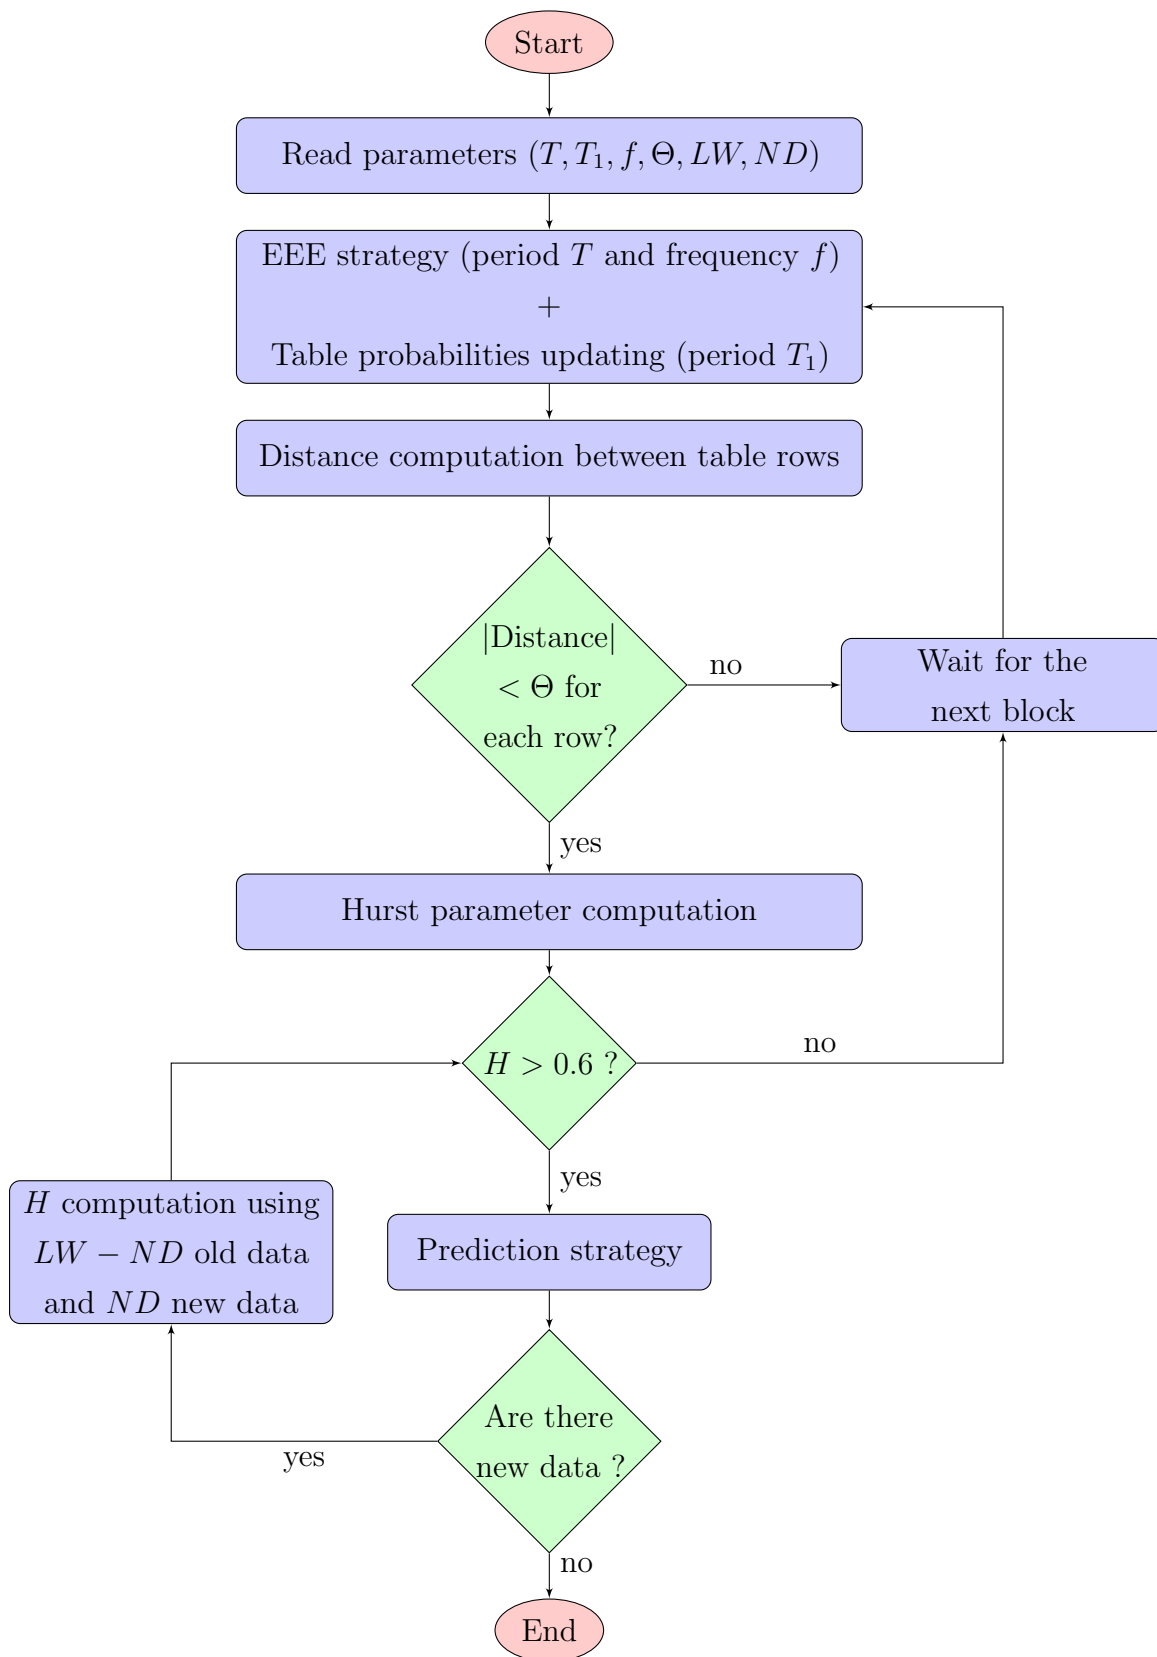 Start
Read parameters (T, T₁, f, Θ, LW, ND)
EEE strategy (period T and frequency f)
+
Table probabilities updating (period T₁)
Distance computation between table rows
|Distance|
< Θ for
each row?
no
Wait for the
next block
yes
Hurst parameter computation
H > 0.6 ?
no
yes
H computation using
LW − ND old data
and ND new data
Prediction strategy
Are there
new data ?
yes
no
End